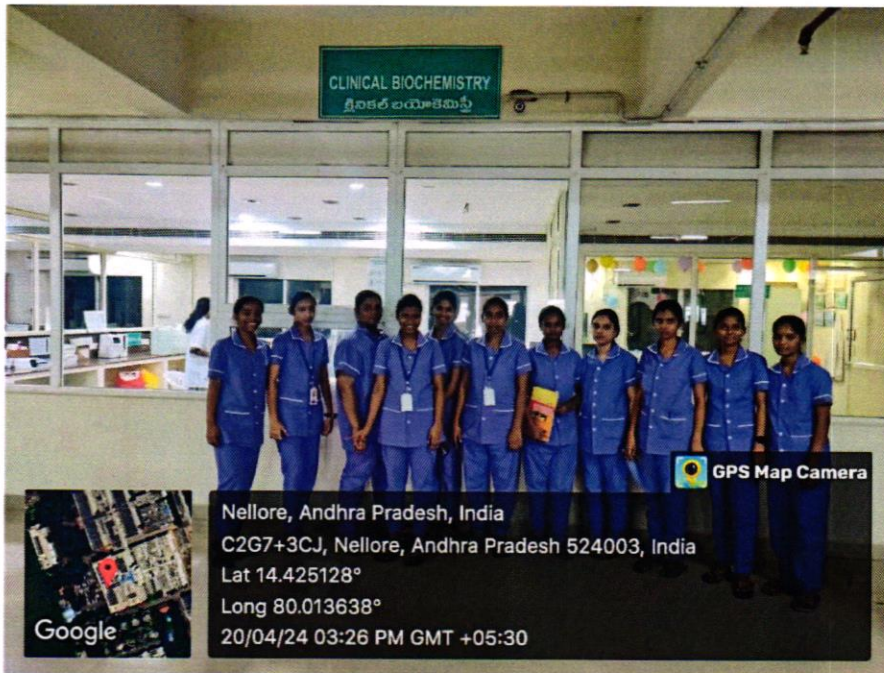 CLINICAL BIOCHEMISTRY
క్లినికల్ బయోకెమిస్ట్రీ
GPS Map Camera
Nellore, Andhra Pradesh, India
C2G7+3CJ, Nellore, Andhra Pradesh 524003, India
Lat 14.425128°
Long 80.013638°
20/04/24 03:26 PM GMT +05:30
Google